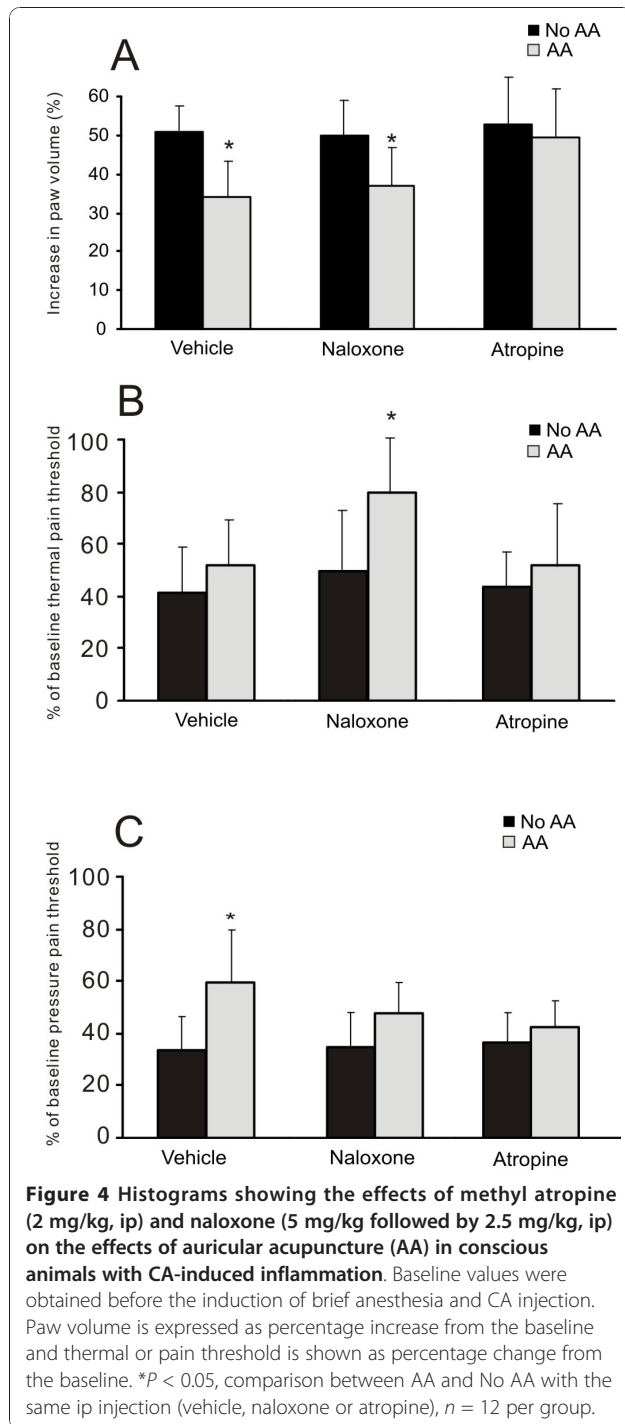 A
No AA
AA
Increase in paw volume (%)
60
50
40
30
20
10
0
*
*
Vehicle Naloxone Atropine
B
No AA
AA
% of baseline thermal pain threshold
100
80
60
40
20
0
*
Vehicle Naloxone Atropine
C
No AA
AA
% of baseline pressure pain threshold
100
80
60
40
20
0
*
Vehicle Naloxone Atropine
Figure 4 Histograms showing the effects of methyl atropine
(2 mg/kg, ip) and naloxone (5 mg/kg followed by 2.5 mg/kg, ip)
on the effects of auricular acupuncture (AA) in conscious
animals with CA-induced inflammation. Baseline values were
obtained before the induction of brief anesthesia and CA injection.
Paw volume is expressed as percentage increase from the baseline
and thermal or pain threshold is shown as percentage change from
the baseline. *P < 0.05, comparison between AA and No AA with the
same ip injection (vehicle, naloxone or atropine), n = 12 per group.